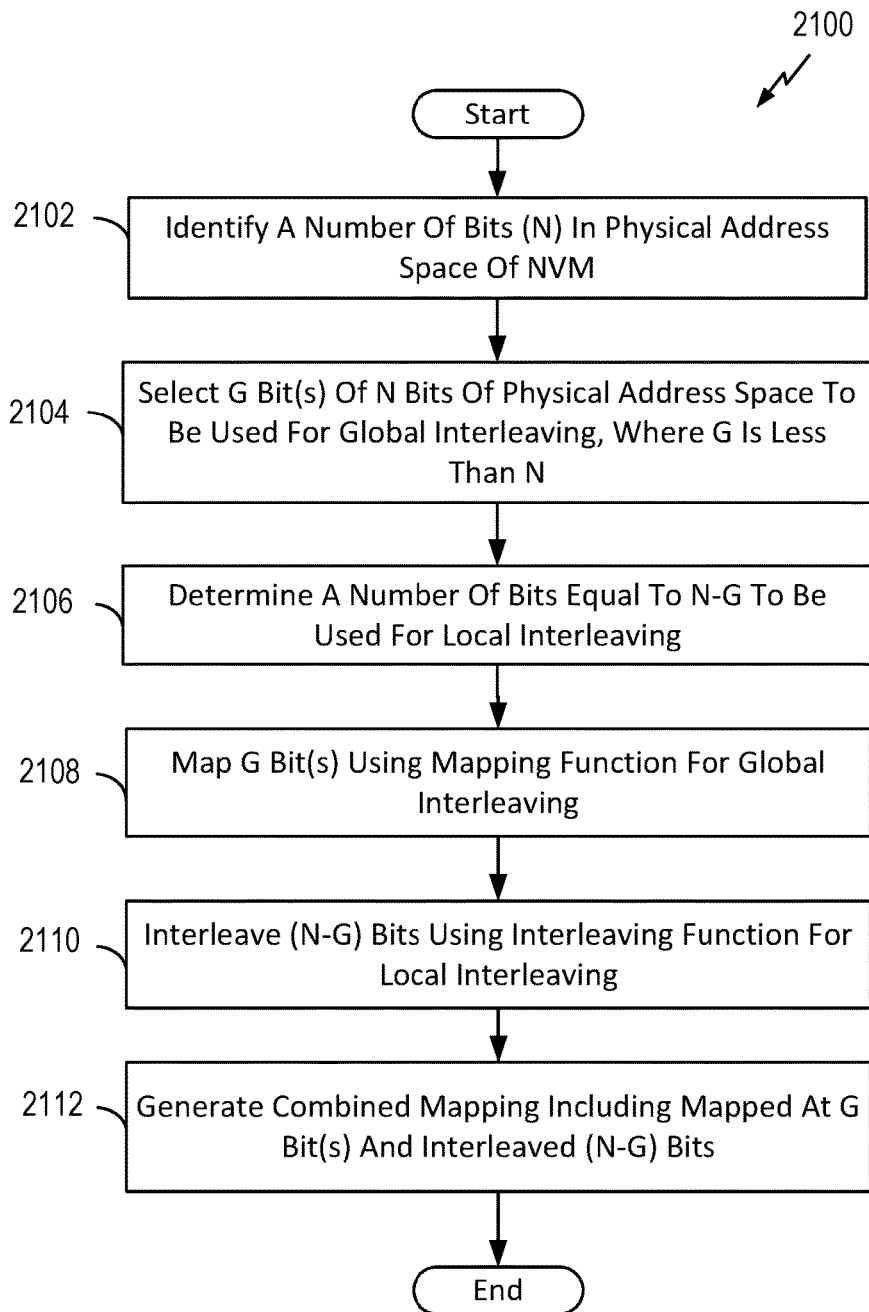 2100
Start
2102
Identify A Number Of Bits (N) In Physical Address
Space Of NVM
2104
Select G Bit(s) Of N Bits Of Physical Address Space To
Be Used For Global Interleaving, Where G Is Less
Than N
2106
Determine A Number Of Bits Equal To N-G To Be
Used For Local Interleaving
2108
Map G Bit(s) Using Mapping Function For Global
Interleaving
2110
Interleave (N-G) Bits Using Interleaving Function For
Local Interleaving
2112
Generate Combined Mapping Including Mapped At G
Bit(s) And Interleaved (N-G) Bits
End